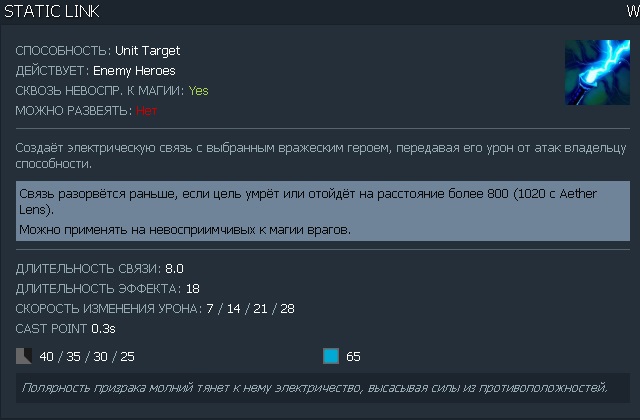 STATIC LINK W
СПОСОБНОСТЬ: Unit Target
ДЕЙСТВУЕТ: Enemy Heroes
СКВОЗЬ НЕВОСПР. К МАГИИ: Yes
МОЖНО РАЗВЕЯТЬ: Нет
Создаёт электрическую связь с выбранным вражеским героем, передавая его урон от атак владельцу
способности.
Связь разорвётся раньше, если цель умрёт или отойдёт на расстояние более 800 (1020 с Aether
Lens).
Можно применять на невосприимчивых к магии врагов.
ДЛИТЕЛЬНОСТЬ СВЯЗИ: 8.0
ДЛИТЕЛЬНОСТЬ ЭФФЕКТА: 18
СКОРОСТЬ ИЗМЕНЕНИЯ УРОНА: 7 / 14 / 21 / 28
CAST POINT 0.3s
40 / 35 / 30 / 25 65
Полярность призрака молний тянет к нему электричество, высасывая силы из противоположностей.